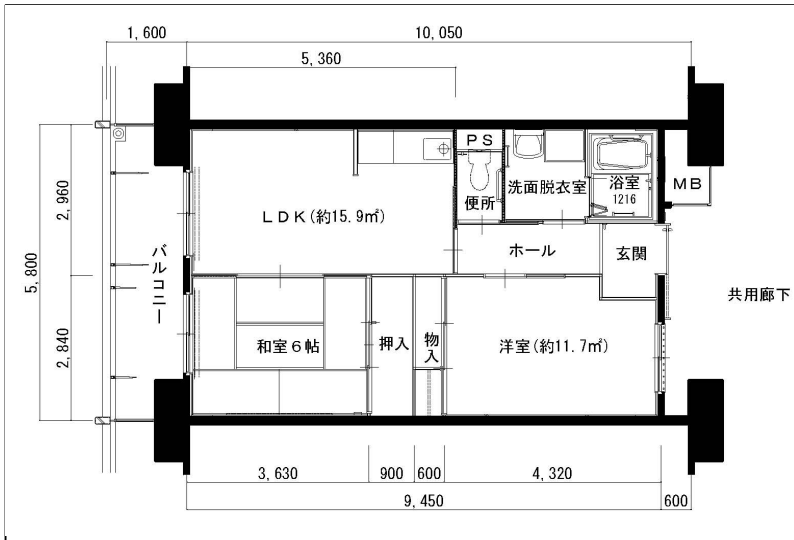 1,600
10,050
5,360
PS
洗面脱衣室
浴室
1216
MB
便所
LDK(約15.9㎡)
ホール
玄関
バルコニー
共用廊下
2,960
5,800
2,840
和室6帖
押入
物入
洋室(約11.7㎡)
3,630
900
600
4,320
9,450
600